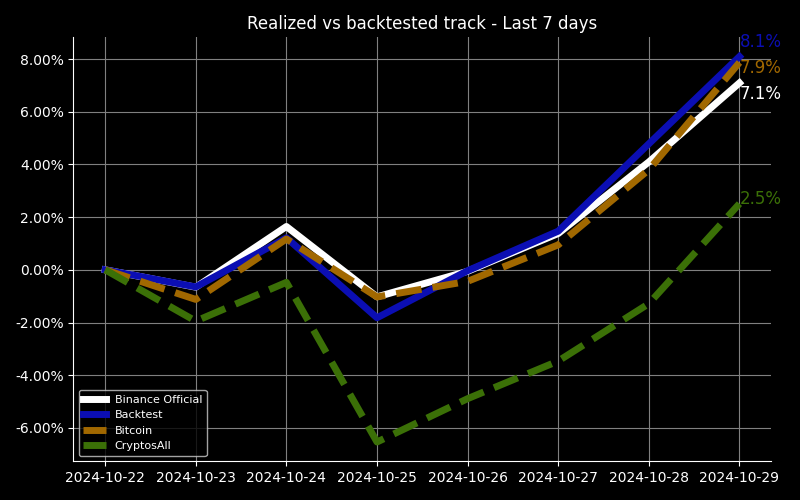 Realized vs backtested track - Last 7 days
8.1%
8.00%
7.9%
7.1%
6.00%
4.00%
2.00%
2.5%
0.00%
-2.00%
-4.00%
-6.00%
Binance Official
Backtest
Bitcoin
CryptosAll
2024-10-22 2024-10-23 2024-10-24 2024-10-25 2024-10-26 2024-10-27 2024-10-28 2024-10-29